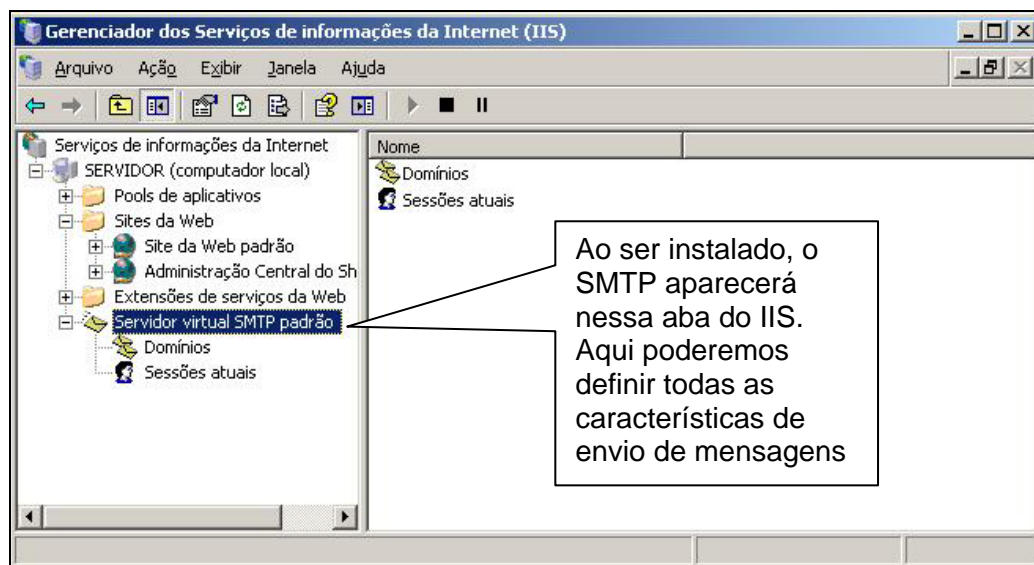 Gerenciador dos Serviços de informações da Internet (IIS)
Arquivo Ação Exibir Janela Ajuda
Serviços de informações da Internet
SERVIDOR (computador local)
Pools de aplicativos
Sites da Web
Site da Web padrão
Administração Central do Sh
Extensões de serviços da Web
Servidor virtual SMTP padrão
Domínios
Sessões atuais
Nome
Domínios
Sessões atuais
Ao ser instalado, o
SMTP aparecerá
nessa aba do IIS.
Aqui poderemos
definir todas as
características de
envio de mensagens